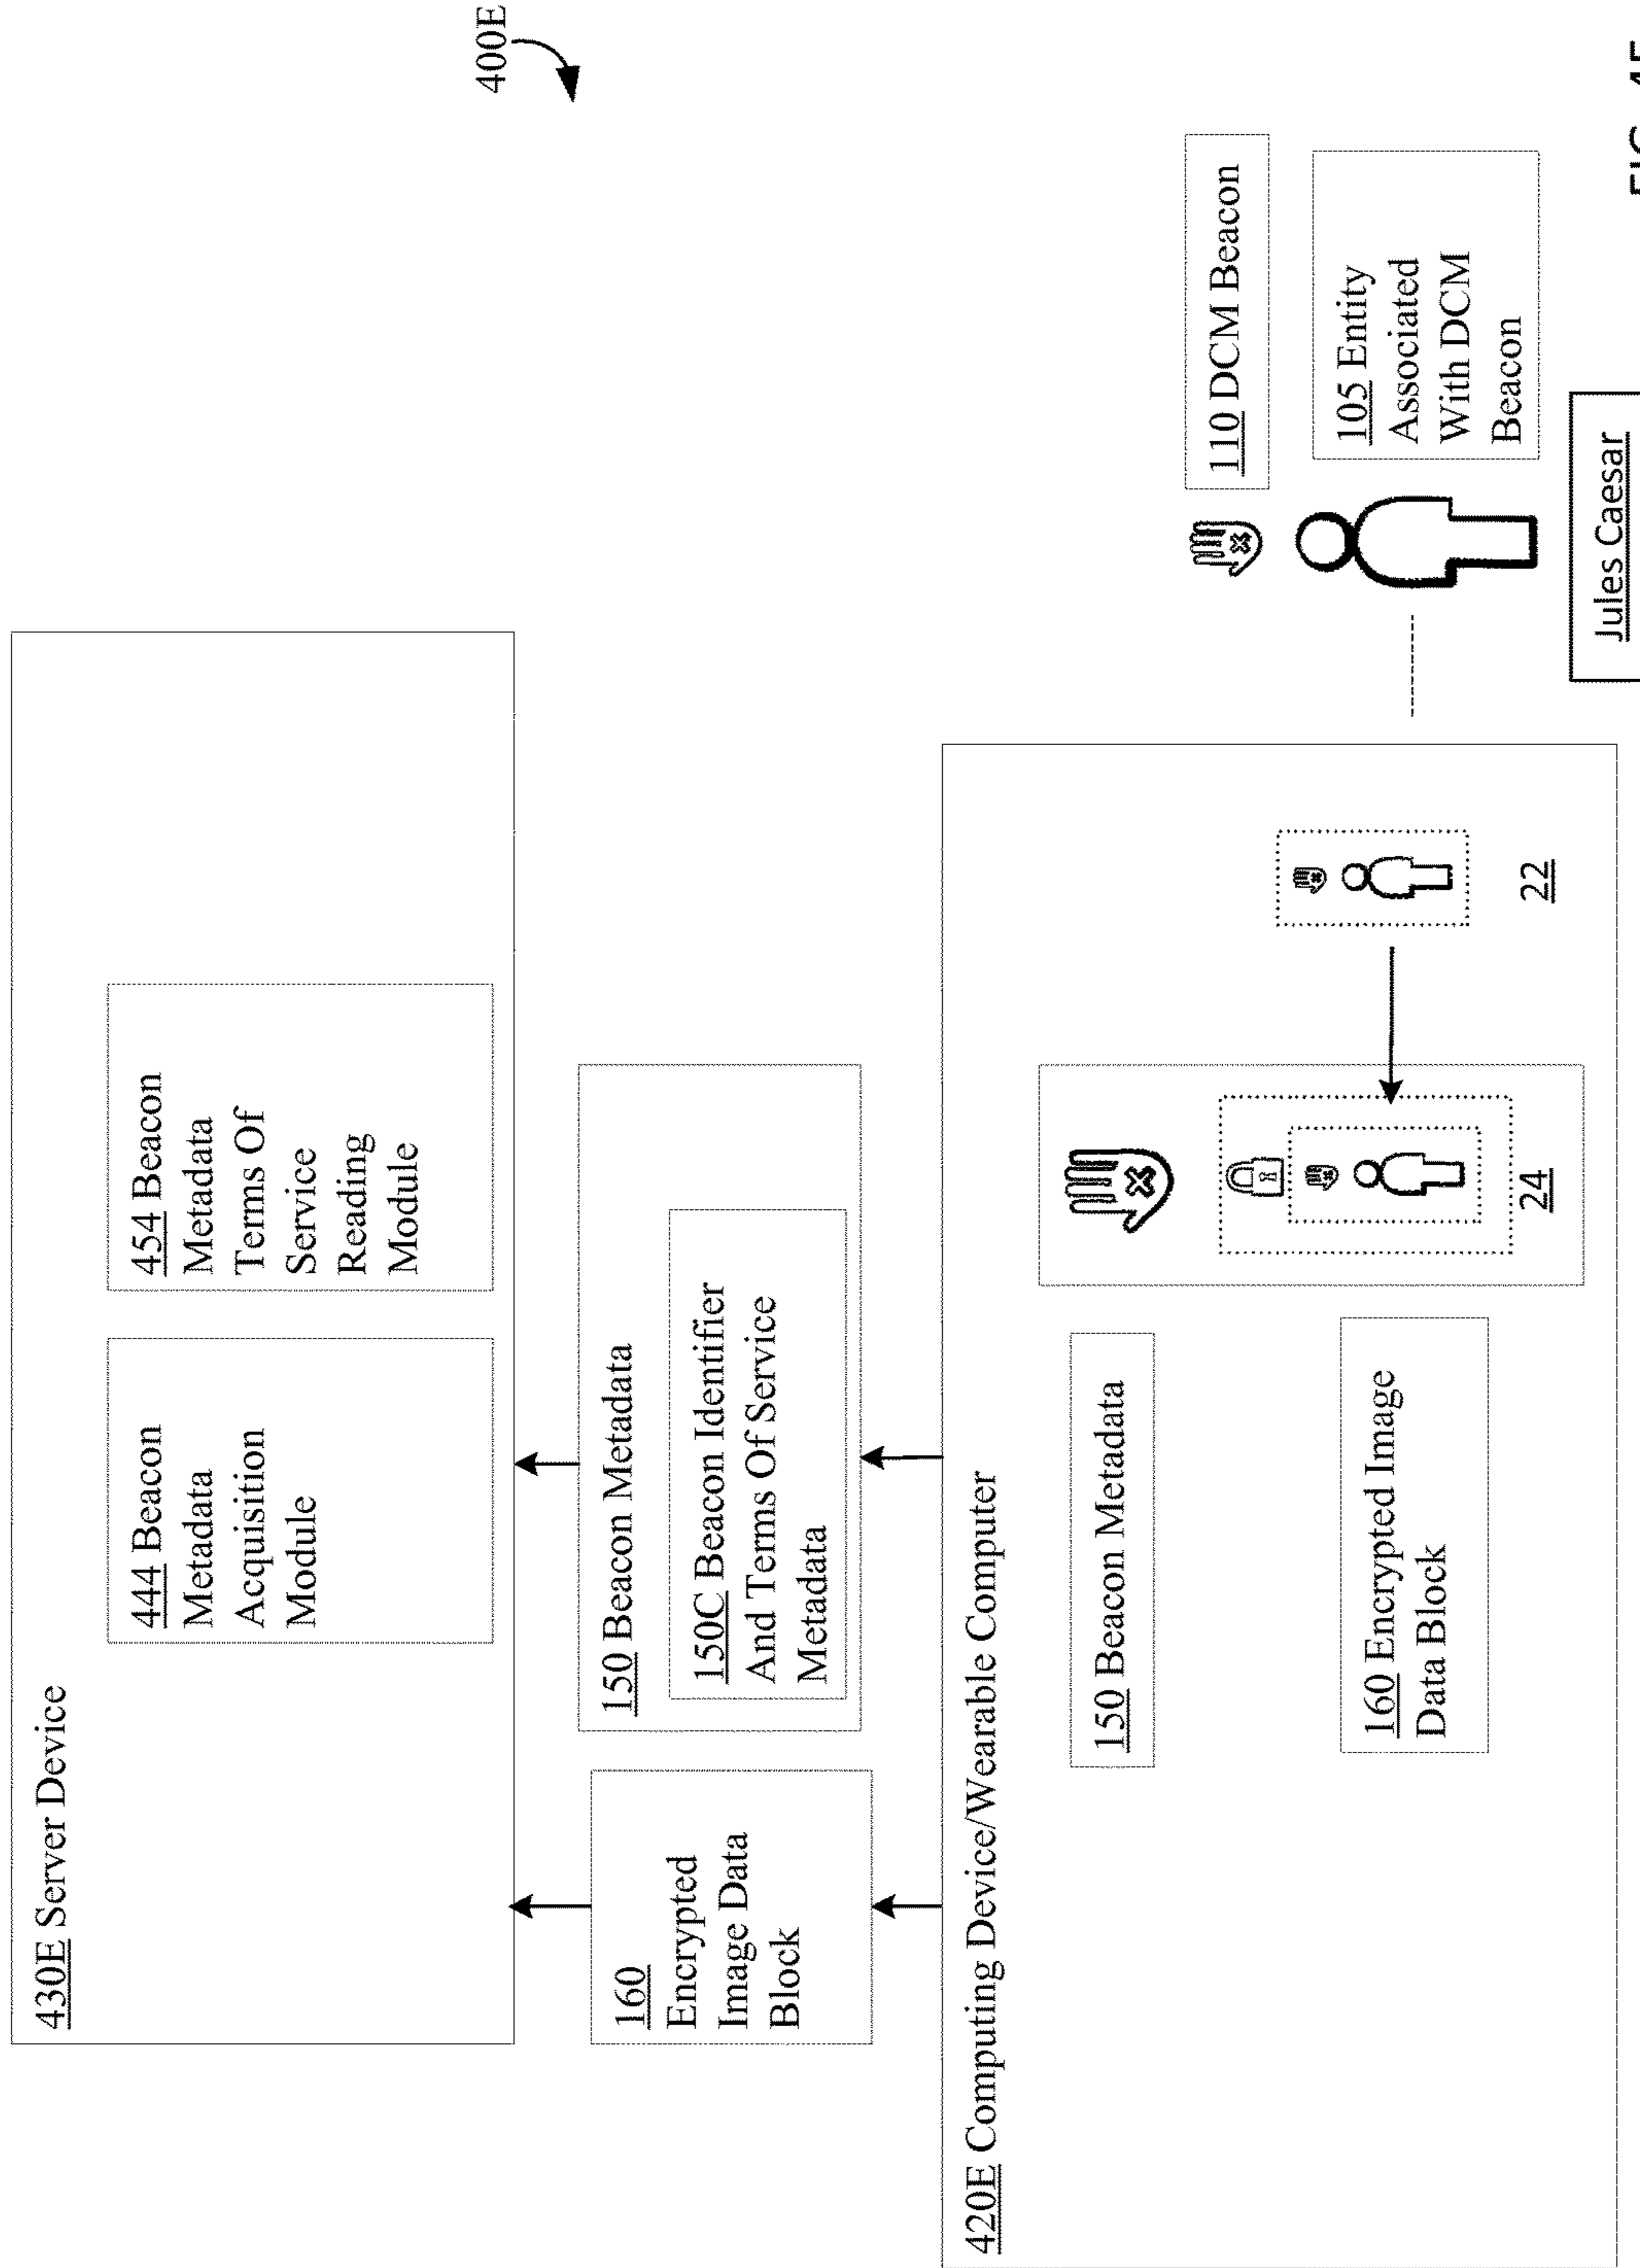 430E Server Device
444 Beacon
Metadata
Acquisition
Module
454 Beacon
Metadata
Terms Of
Service
Reading
Module
400E
160
Encrypted
Image Data
Block
150 Beacon Metadata
150C Beacon Identifier
And Terms Of Service
Metadata
420E Computing Device/Wearable Computer
150 Beacon Metadata
160 Encrypted Image
Data Block
24
22
110 DCM Beacon
105 Entity
Associated
With DCM
Beacon
Jules Caesar
FIG. 4E